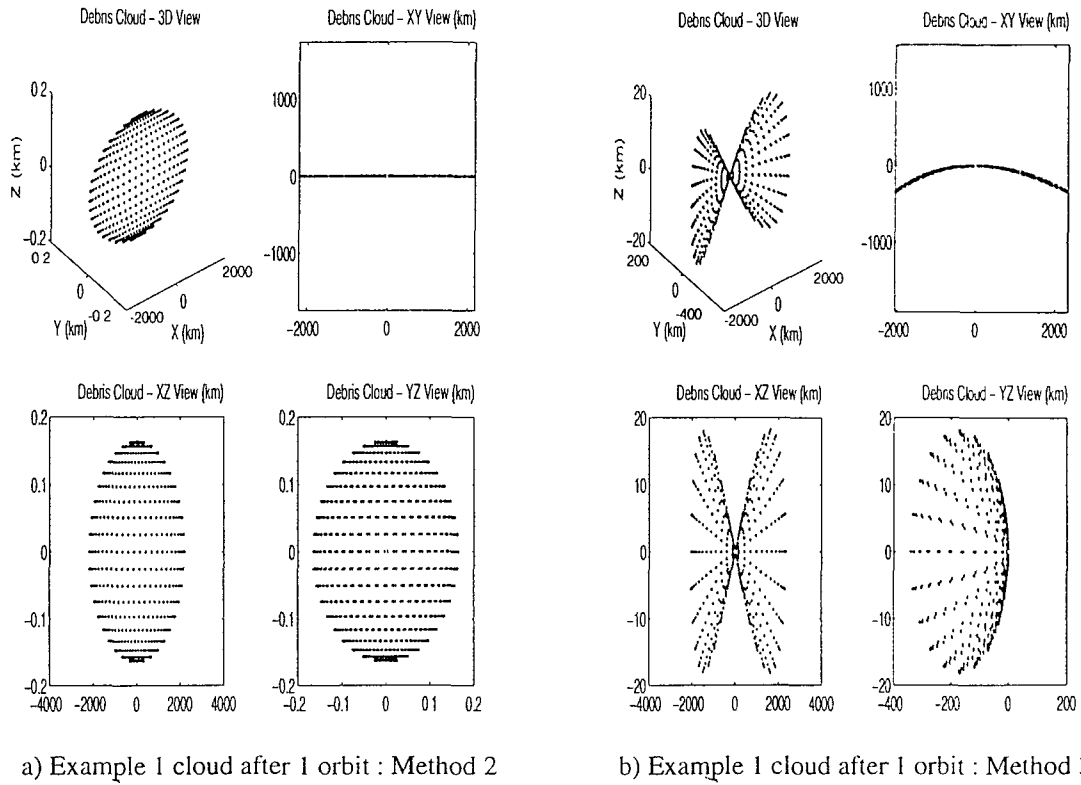 Debris Cloud – 3D View
Debris Cloud – XY View (km)
0.2
0
-0.2
Z (km)
0 2
0
-0 2
Y (km)
-2000
0
2000
X (km)
1000
0
-1000
-2000 0 2000
Debris Cloud – XZ View (km)
0.2
0.1
0
-0.1
-0.2
-4000 -2000 0 2000 4000
Debris Cloud – YZ View (km)
0.2
0.1
0
-0.1
-0.2
-0.2 -0.1 0 0.1 0.2
a) Example 1 cloud after 1 orbit : Method 2
Debris Cloud – 3D View
Debris Cloud – XY View (km)
20
0
-20
Z (km)
200
0
-400
Y (km)
-2000
0
2000
X (km)
1000
0
-1000
-2000 0 2000
Debris Cloud – XZ View (km)
20
10
0
-10
-20
-4000 -2000 0 2000 4000
Debris Cloud – YZ View (km)
20
10
0
-10
-20
-400 -200 0 200
b) Example 1 cloud after 1 orbit : Method